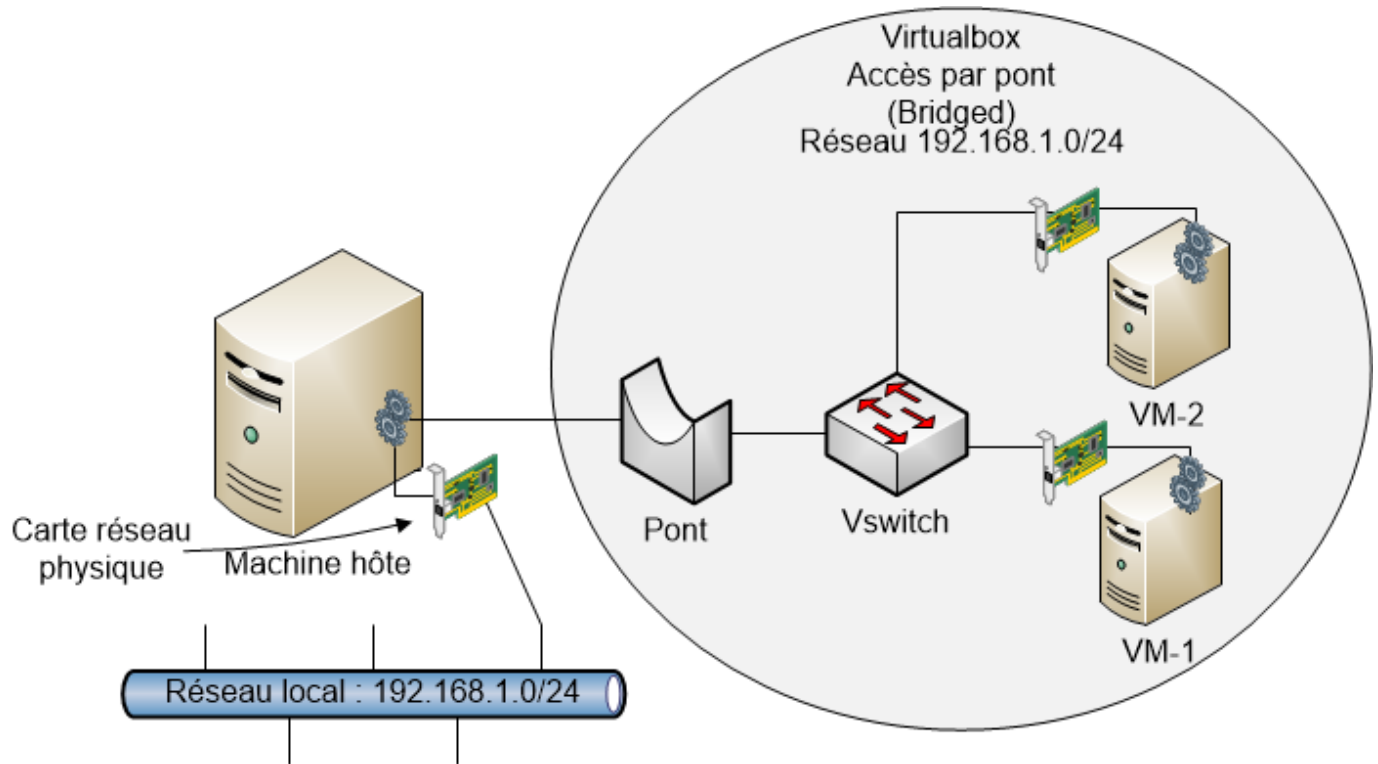 Virtualbox
Accès par pont
(Bridged)
Réseau 192.168.1.0/24
VM-2
Pont
Vswitch
Carte réseau
physique
Machine hôte
VM-1
Réseau local : 192.168.1.0/24